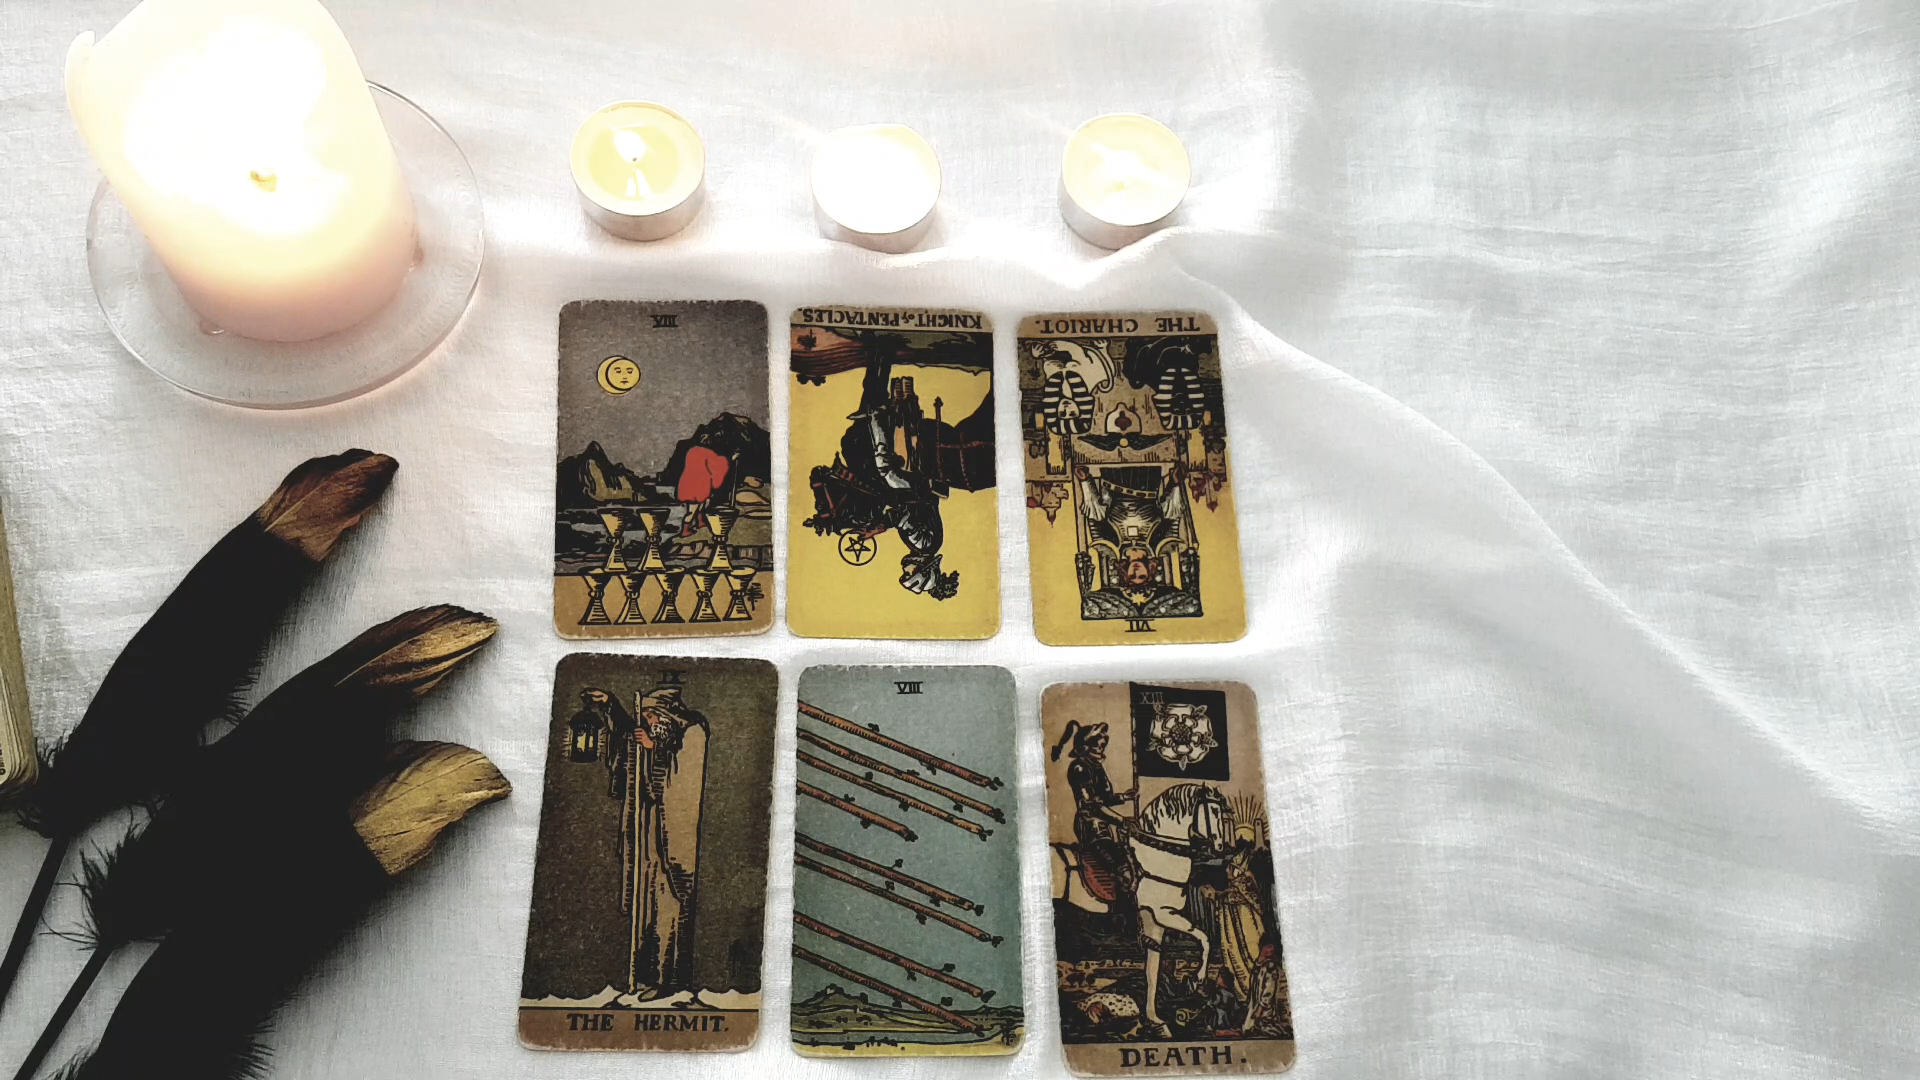 VIII
KNIGHT of PENTACLES.
THE CHARIOT.
VII
IX
VIII
XIII
THE HERMIT.
DEATH.